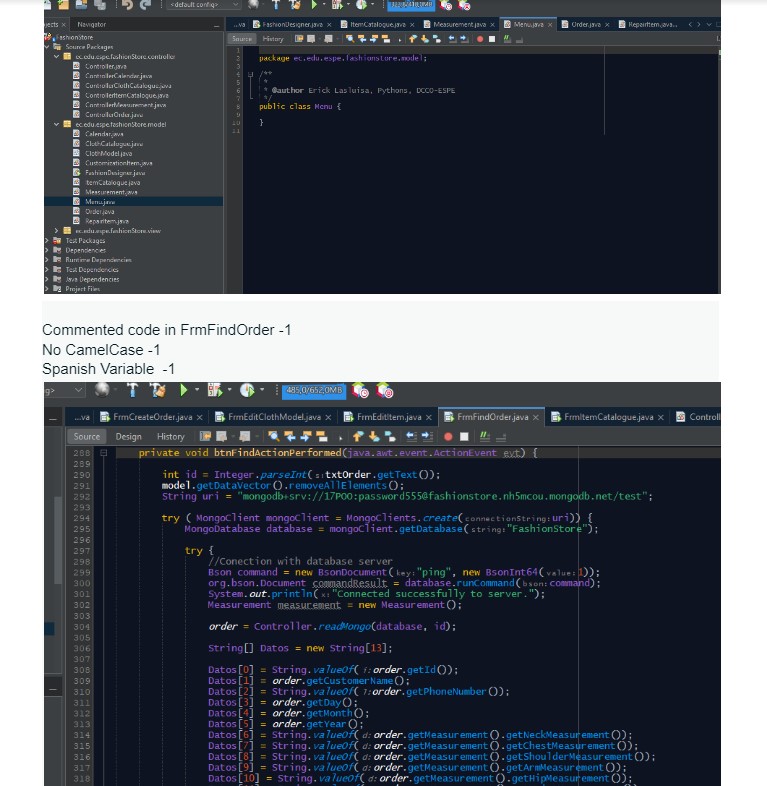 <default config>
Projects × Navigator
FashionStore
Source Packages
ec.edu.espe.fashionStore.controller
Controller.java
ControllerCalendar.java
ControllerClothCatalogue.java
ControllerItemCatalogue.java
ControllerMeasurement.java
ControllerOrder.java
ec.edu.espe.fashionStore.model
Calendar.java
ClothCatalogue.java
ClothModel.java
CustomizationItem.java
FashionDesigner.java
ItemCatalogue.java
Measurement.java
Menu.java
Order.java
RepairItem.java
ec.edu.espe.fashionStore.view
Test Packages
Dependencies
Runtime Dependencies
Test Dependencies
Java Dependencies
Project Files
...va FashionDesigner.java × ItemCatalogue.java × Measurement.java × Menu.java × Order.java × RepairItem.java...
Source History
1
2 package ec.edu.espe.fashionStore.model;
3
4 /**
5 *
6 * @author Erick Lasluisa, Pythons, DCCO-ESPE
7 */
8 public class Menu {
9
10 }
11
Commented code in FrmFindOrder -1
No CamelCase -1
Spanish Variable -1
485,0/652,0MB
...va FrmCreateOrder.java × FrmEditClothModel.java × FrmEditItem.java × FrmFindOrder.java × FrmItemCatalogue.java × Controll
Source Design History
288 private void btnFindActionPerformed(java.awt.event.ActionEvent evt) {
289
290 int id = Integer.parseInt( s: txtOrder.getText());
291 model.getDataVector().removeAllElements();
292 String uri = "mongodb+srv://17POO:password555@fashionstore.nh5mcou.mongodb.net/test";
293
294 try ( MongoClient mongoClient = MongoClients.create( connectionString: uri)) {
295 MongoDatabase database = mongoClient.getDatabase( string: "FashionStore");
296
297 try {
298 //Conection with database server
299 Bson command = new BsonDocument( key: "ping", new BsonInt64( value: 1));
300 org.bson.Document commandResult = database.runCommand( bson: command);
301 System.out.println( x: "Connected successfully to server.");
302 Measurement measurement = new Measurement();
303
304 order = Controller.readMongo(database, id);
305
306 String[] Datos = new String[13];
307
308 Datos[0] = String.valueOf( i: order.getId());
309 Datos[1] = order.getCustomerName();
310 Datos[2] = String.valueOf( i: order.getPhoneNumber());
311 Datos[3] = order.getDay();
312 Datos[4] = order.getMonth();
313 Datos[5] = order.getYear();
314 Datos[6] = String.valueOf( d: order.getMeasurement().getNeckMeasurement());
315 Datos[7] = String.valueOf( d: order.getMeasurement().getChestMeasurement());
316 Datos[8] = String.valueOf( d: order.getMeasurement().getShoulderMeasurement());
317 Datos[9] = String.valueOf( d: order.getMeasurement().getArmMeasurement());
318 Datos[10] = String.valueOf( d: order.getMeasurement().getHipMeasurement());